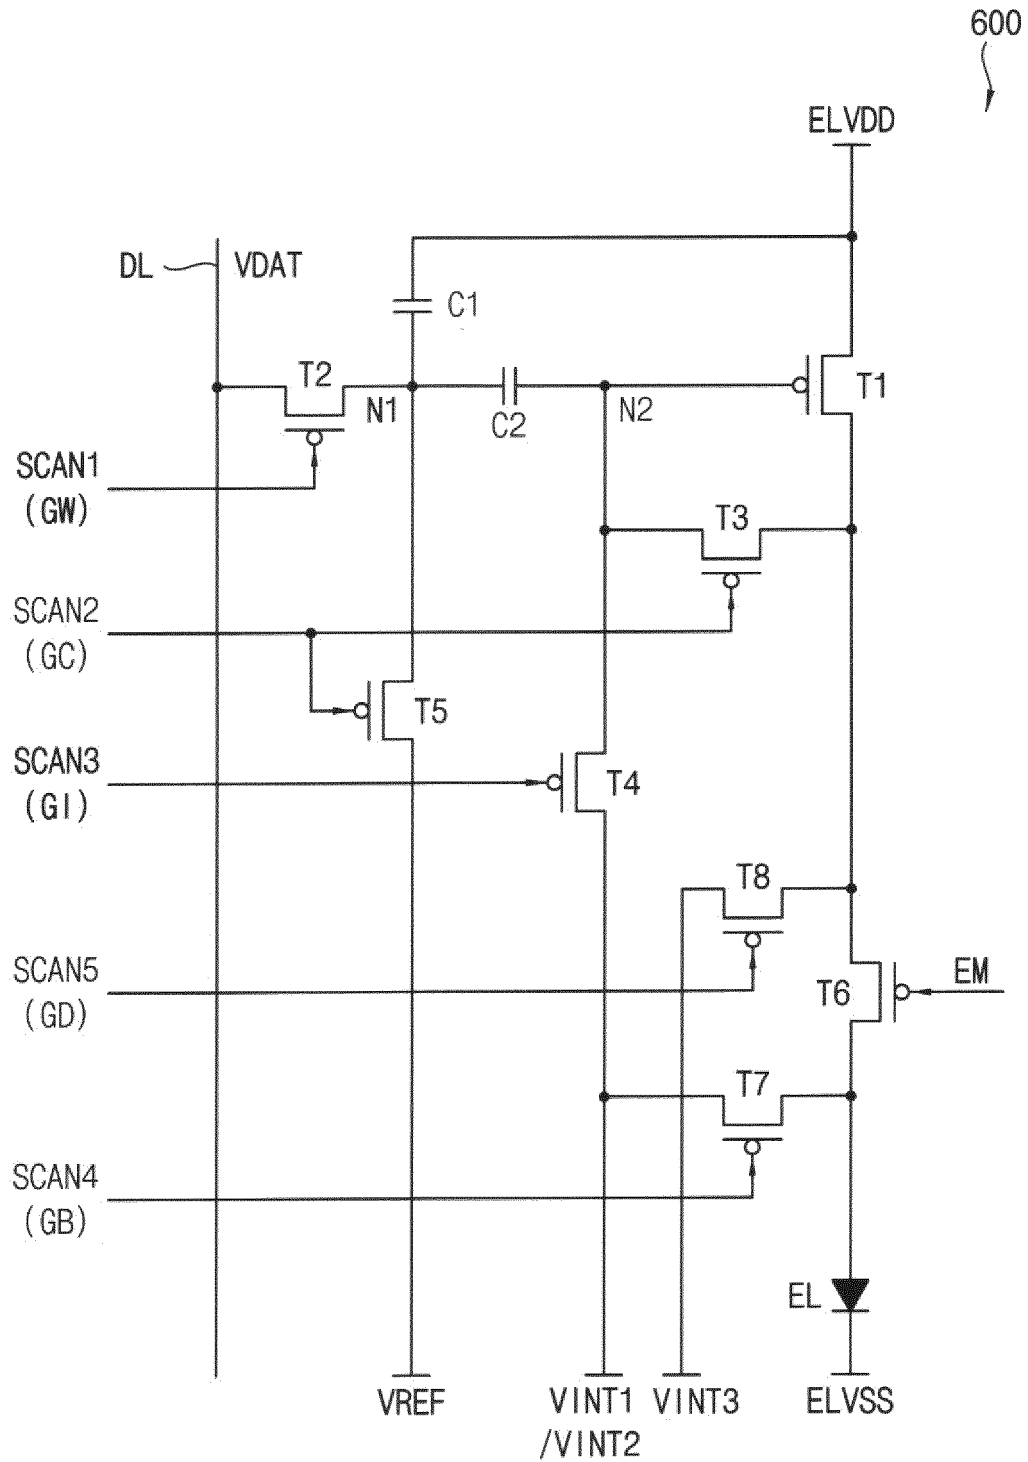 600
ELVDD
DL
VDAT
C1
T2
T1
N1
C2
N2
SCAN1
(GW)
T3
SCAN2
(GC)
T5
SCAN3
(GI)
T4
T8
SCAN5
(GD)
T6
EM
T7
SCAN4
(GB)
EL
VREF
VINT1
/VINT2
VINT3
ELVSS